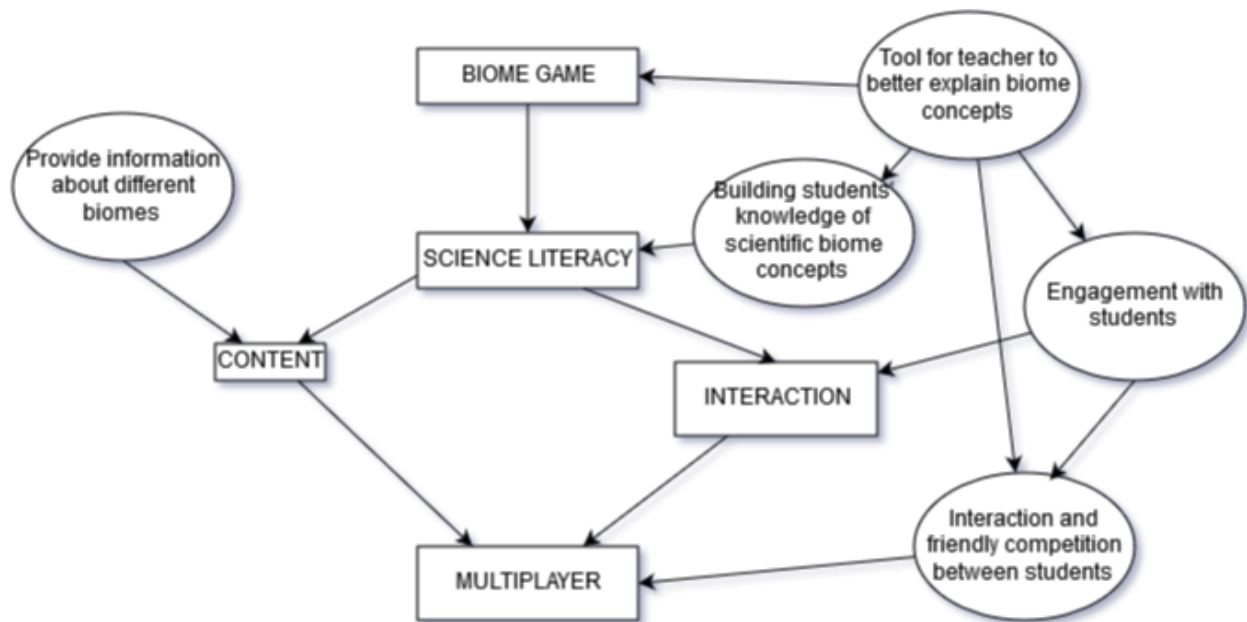 BIOME GAME
Tool for teacher to
better explain biome
concepts
Provide information
about different
biomes
Building students'
knowledge of
scientific biome
concepts
SCIENCE LITERACY
Engagement with
students
CONTENT
INTERACTION
Interaction and
friendly competition
between students
MULTIPLAYER